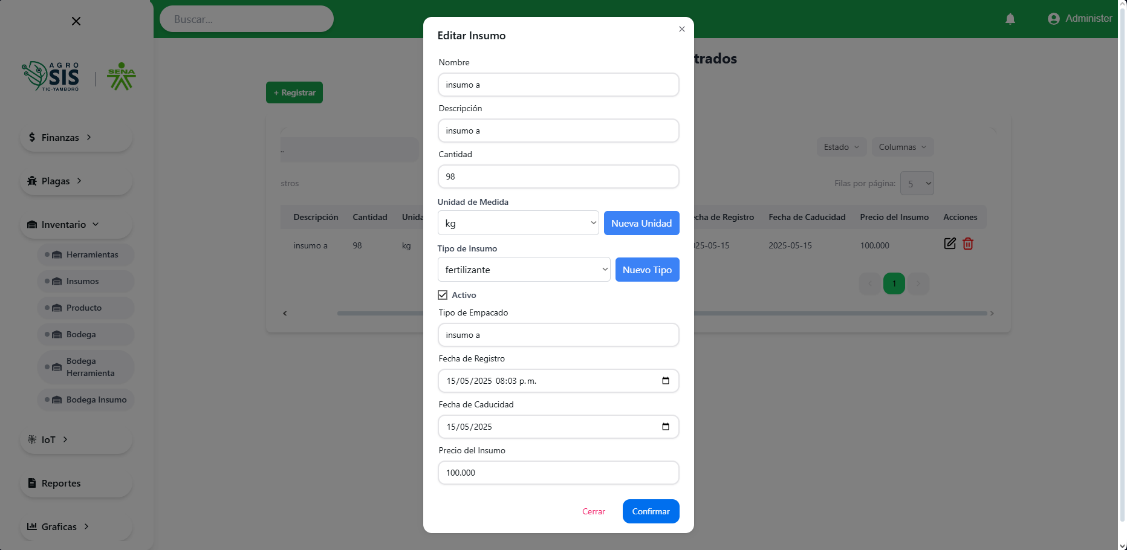 Buscar...
Administer
AGRO
SIS
TIC-YAMBORO
SENA
Finanzas
Plagas
Inventario
Herramientas
Insumos
Producto
Bodega
Bodega
Herramienta
Bodega Insumo
IoT
Reportes
Graficas
trados
+ Registrar
Estado
Columnas
stros
Filas por página:
5
Descripción Cantidad Unida
cha de Registro Fecha de Caducidad Precio del Insumo Acciones
insumo a 98 kg
25-05-15 2025-05-15 100.000
1
Editar Insumo
Nombre
insumo a
Descripción
insumo a
Cantidad
98
Unidad de Medida
kg
Nueva Unidad
Tipo de Insumo
fertilizante
Nuevo Tipo
Activo
Tipo de Empacado
insumo a
Fecha de Registro
15/05/2025 08:03 p.m.
Fecha de Caducidad
15/05/2025
Precio del Insumo
100.000
Cerrar
Confirmar